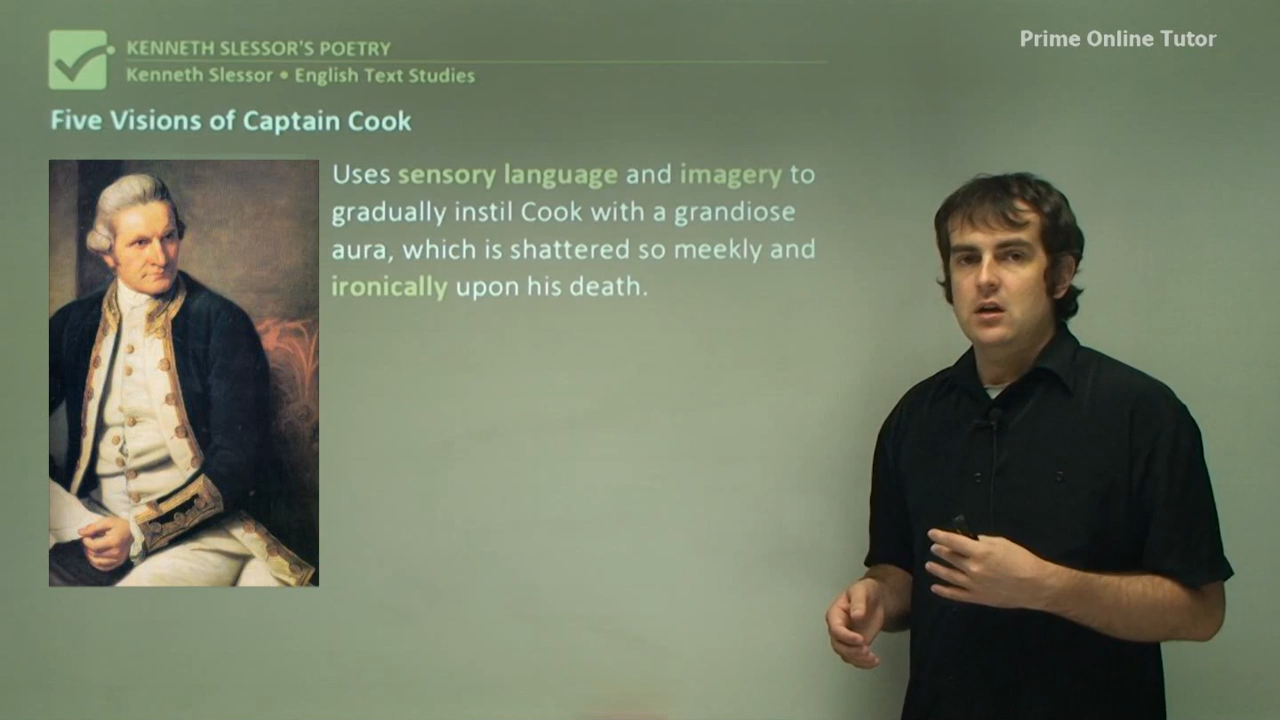 KENNETH SLESSOR'S POETRY
Kenneth Slessor • English Text Studies
Prime Online Tutor
Five Visions of Captain Cook
Uses sensory language and imagery to
gradually instil Cook with a grandiose
aura, which is shattered so meekly and
ironically upon his death.